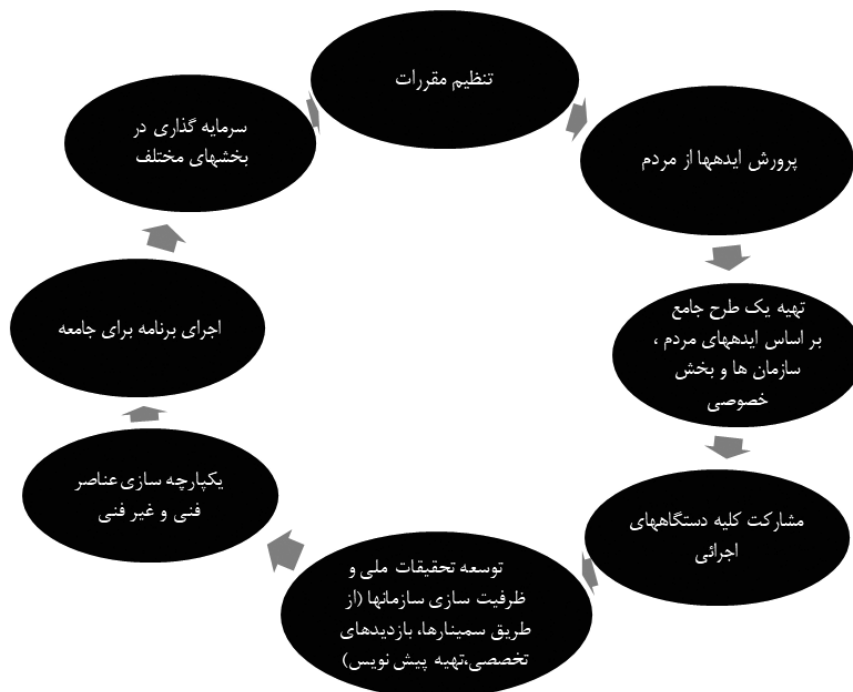 تنظیم مقررات
پرورش ایدهها از مردم
تهیه یک طرح جامع
بر اساس ایدههای مردم ،
سازمان ها و بخش
خصوصی
مشارکت کلیه دستگاههای
اجرائی
توسعه تحقیقات ملی و
ظرفیت سازی سازمانها (از
طریق سمینارها، بازدیدهای
تخصصی،تهیه پیش نویس)
یکپارچه سازی عناصر
فنی و غیر فنی
اجرای برنامه برای جامعه
سرمایه گذاری در
بخشهای مختلف